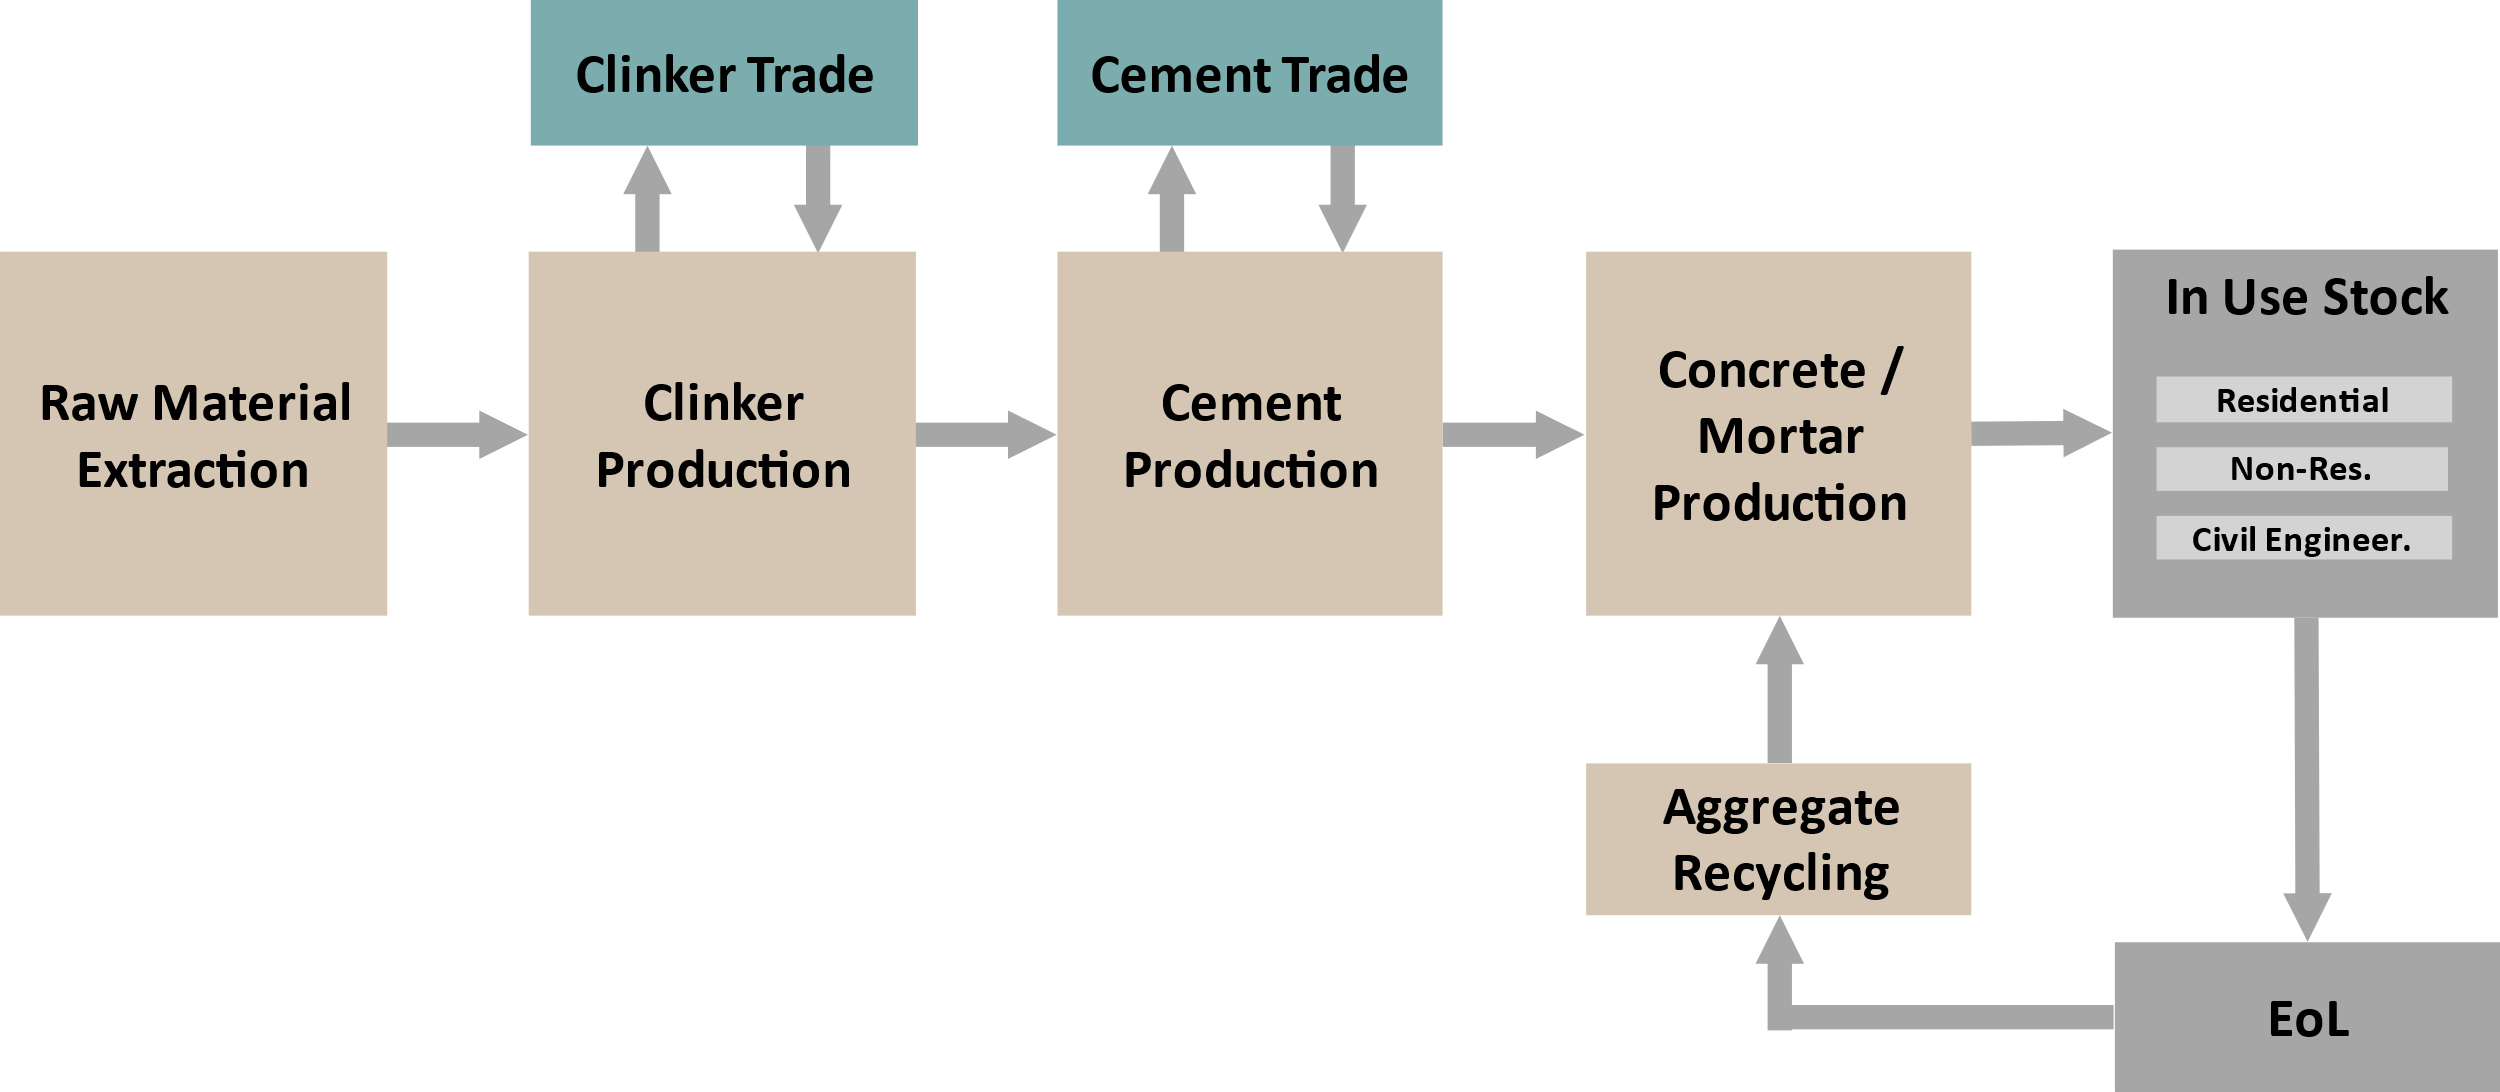 Clinker Trade
Cement Trade
Raw Material
Extraction
Clinker
Production
Cement
Production
Concrete /
Mortar
Production
In Use Stock
Residential
Non-Res.
Civil Engineer.
Aggregate
Recycling
EoL